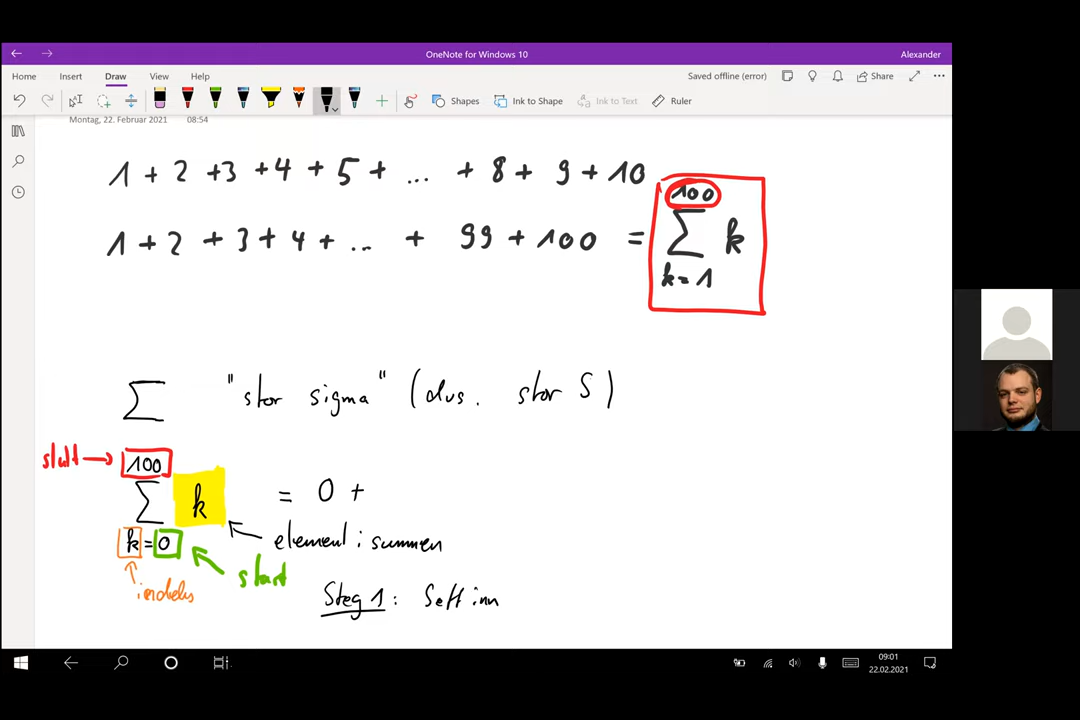 OneNote for Windows 10
Alexander
Home Insert Draw View Help
Saved offline (error) Share
Shapes Ink to Shape Ink to Text Ruler
Montag, 22. Februar 2021 08:54
1 + 2 + 3 + 4 + 5 + ... + 8 + 9 + 10
100
1 + 2 + 3 + 4 + ... + 99 + 100 = ∑ k
k = 1
∑ "stor sigma" (dvs. stor S)
slutt → 100
∑ k = 0 +
k = 0
element i summen
start
indeks
Steg 1: Sett inn
09:01
22.02.2021